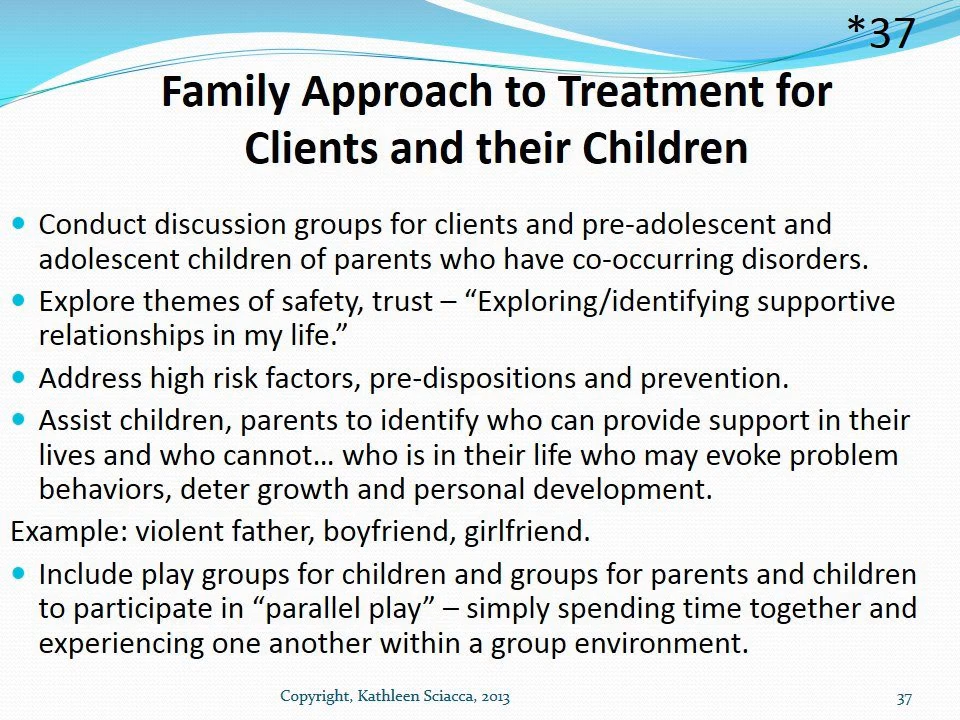 *37
Family Approach to Treatment for
Clients and their Children
• Conduct discussion groups for clients and pre-adolescent and
adolescent children of parents who have co-occurring disorders.
• Explore themes of safety, trust – “Exploring/identifying supportive
relationships in my life.”
• Address high risk factors, pre-dispositions and prevention.
• Assist children, parents to identify who can provide support in their
lives and who cannot… who is in their life who may evoke problem
behaviors, deter growth and personal development.
Example: violent father, boyfriend, girlfriend.
• Include play groups for children and groups for parents and children
to participate in “parallel play” – simply spending time together and
experiencing one another within a group environment.
Copyright, Kathleen Sciacca, 2013
37